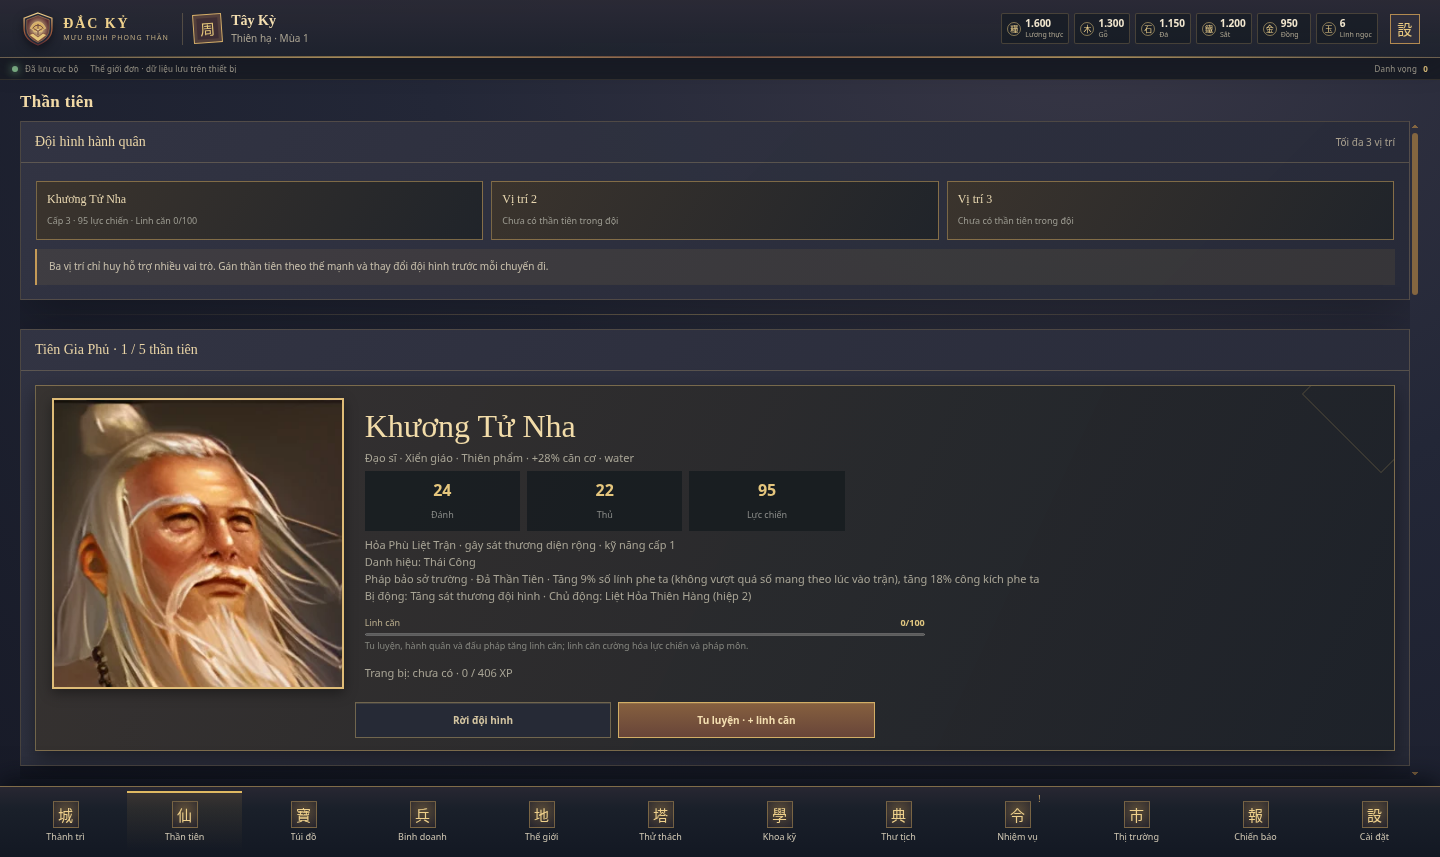 ĐẮC KỶ
MƯU ĐỊNH PHONG THẦN
周
Tây Kỳ
Thiên hạ · Mùa 1
糧 1.600 Lương thực
木 1.300 Gỗ
石 1.150 Đá
鐵 1.200 Sắt
金 950 Đồng
玉 6 Linh ngọc
設
Đã lưu cục bộ
Thế giới đơn · dữ liệu lưu trên thiết bị
Danh vọng 0
Thần tiên
Đội hình hành quân
Tối đa 3 vị trí
Khương Tử Nha
Cấp 3 · 95 lực chiến · Linh căn 0/100
Vị trí 2
Chưa có thần tiên trong đội
Vị trí 3
Chưa có thần tiên trong đội
Ba vị trí chỉ huy hỗ trợ nhiều vai trò. Gán thần tiên theo thế mạnh và thay đổi đội hình trước mỗi chuyến đi.
Tiên Gia Phủ · 1 / 5 thần tiên
Khương Tử Nha
Đạo sĩ · Xiển giáo · Thiên phẩm · +28% căn cơ · water
24
Đánh
22
Thủ
95
Lực chiến
Hỏa Phù Liệt Trận · gây sát thương diện rộng · kỹ năng cấp 1
Danh hiệu: Thái Công
Pháp bảo sở trường · Đả Thần Tiên · Tăng 9% số lính phe ta (không vượt quá số mang theo lúc vào trận), tăng 18% công kích phe ta
Bị động: Tăng sát thương đội hình · Chủ động: Liệt Hỏa Thiên Hàng (hiệp 2)
Linh căn 0/100
Tu luyện, hành quân và đấu pháp tăng linh căn; linh căn cường hóa lực chiến và pháp môn.
Trang bị: chưa có · 0 / 406 XP
Rời đội hình
Tu luyện · + linh căn
城 Thành trì
仙 Thần tiên
寶 Túi đồ
兵 Binh doanh
地 Thế giới
塔 Thử thách
學 Khoa kỹ
典 Thư tịch
令 ! Nhiệm vụ
市 Thị trường
報 Chiến báo
設 Cài đặt